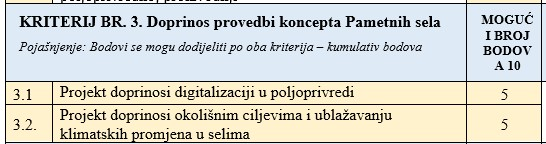 KRITERIJ BR. 3. Doprinos provedbi koncepta Pametnih sela
Pojašnjenje: Bodovi se mogu dodijeliti po oba kriterija – kumulativ bodova
MOGUĆ
I BROJ
BODOV
A 10
3.1 Projekt doprinosi digitalizaciji u poljoprivredi 5
3.2. Projekt doprinosi okolišnim ciljevima i ublažavanju
klimatskih promjena u selima 5